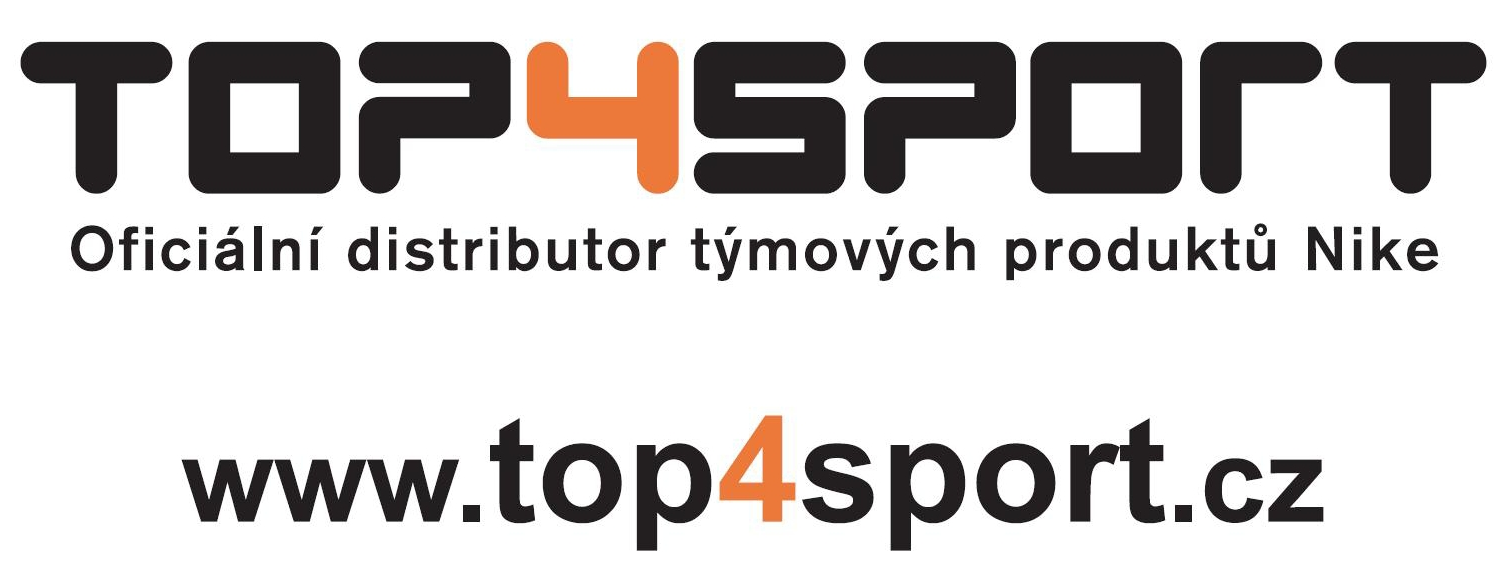 TOP4SPORT
Oficiální distributor týmových produktů Nike
www.top4sport.cz